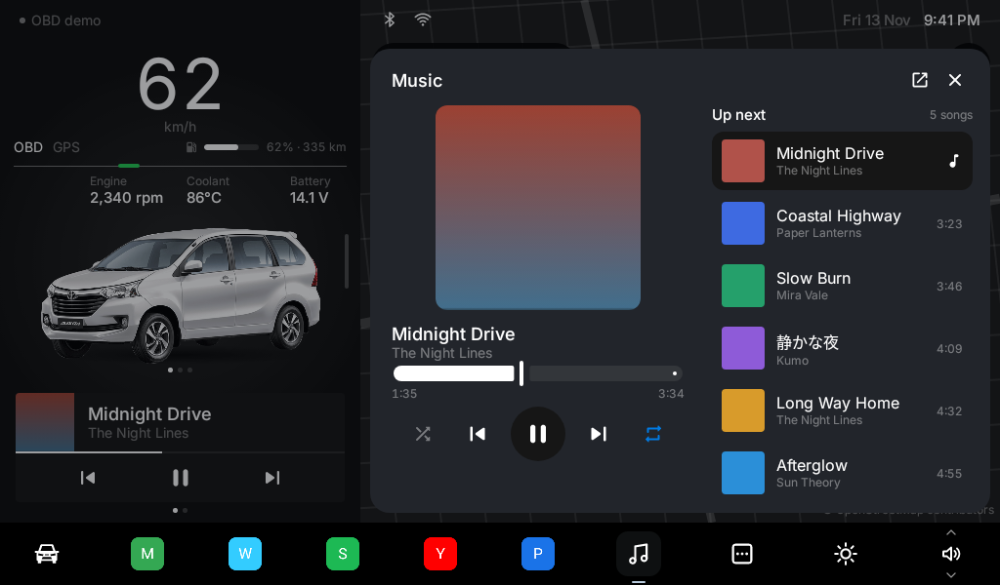 OBD demo
Fri 13 Nov 9:41 PM
62
km/h
OBD GPS
62% · 335 km
Engine
2,340 rpm
Coolant
86°C
Battery
14.1 V
Midnight Drive
The Night Lines
Music
Midnight Drive
The Night Lines
1:35
3:34
Up next
5 songs
Midnight Drive
The Night Lines
Coastal Highway
Paper Lanterns
3:23
Slow Burn
Mira Vale
3:46
静かな夜
Kumo
4:09
Long Way Home
The Night Lines
4:32
Afterglow
Sun Theory
4:55
M
W
S
Y
P